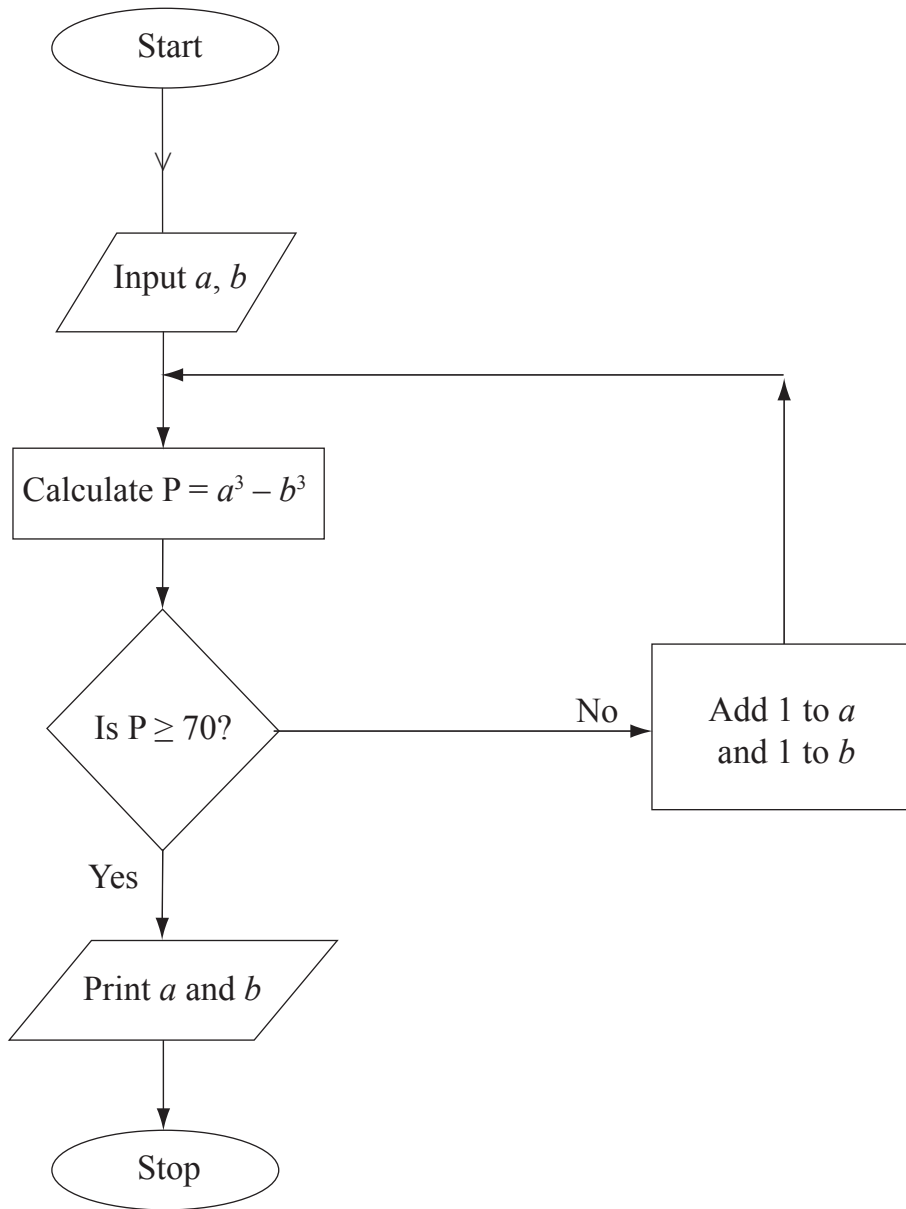 Start
Input a, b
Calculate P = a³ – b³
Is P ≥ 70?
No
Add 1 to a
and 1 to b
Yes
Print a and b
Stop